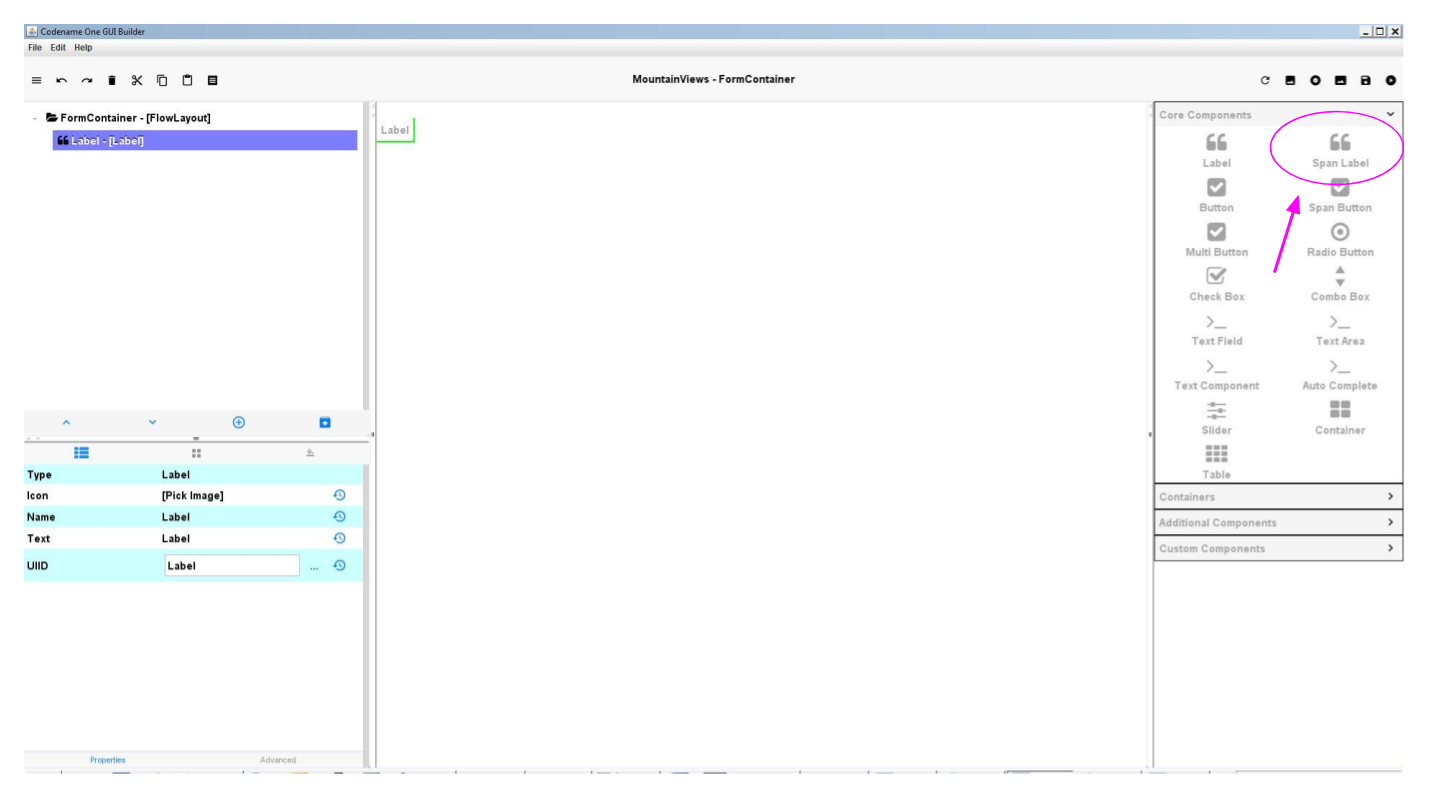 Codename One GUI Builder
File Edit Help
MountainViews - FormContainer
- FormContainer - [FlowLayout]
Label - [Label]
Label
Core Components
Label Span Label
Button Span Button
Multi Button Radio Button
Check Box Combo Box
Text Field Text Area
Text Component Auto Complete
Slider Container
Table
Containers
Additional Components
Custom Components
Type Label
Icon [Pick Image]
Name Label
Text Label
UIID Label ...
Properties Advanced